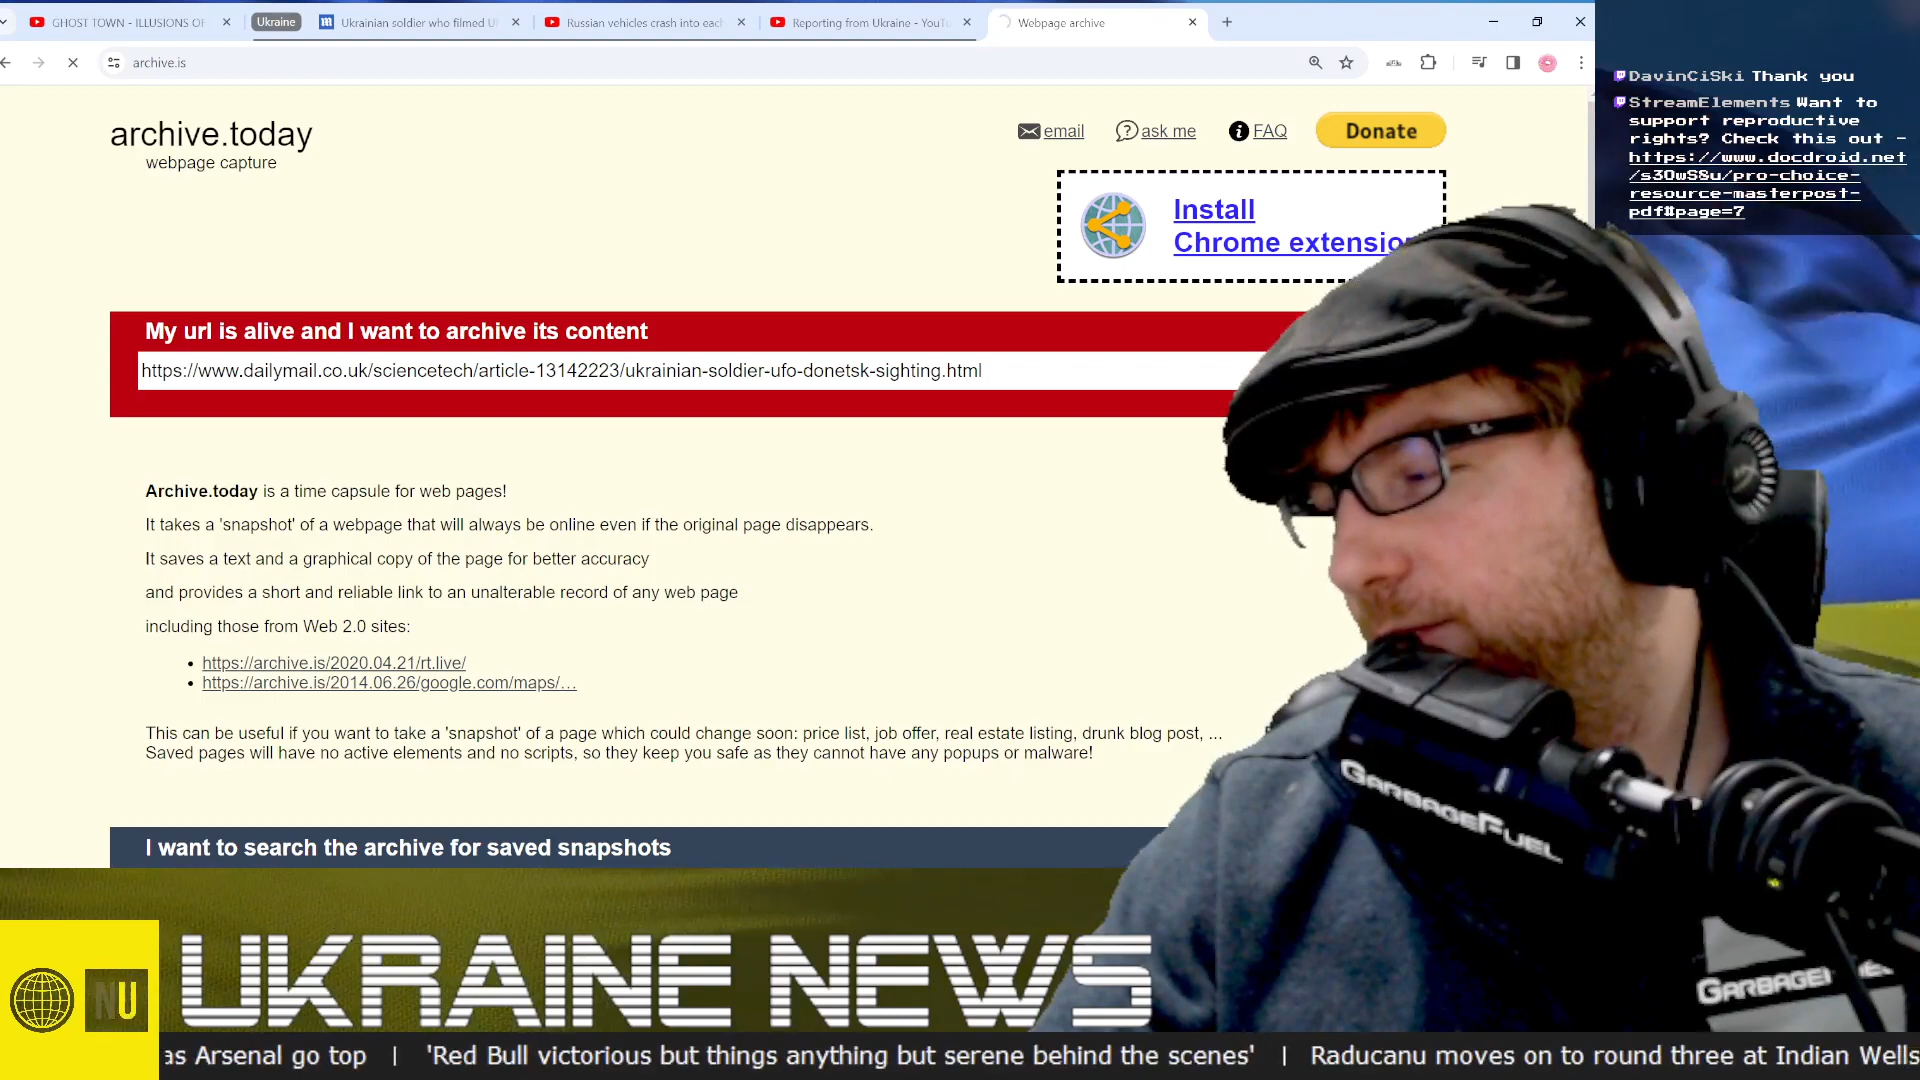 GHOST TOWN - ILLUSIONS OF
Ukraine
Ukrainian soldier who filmed U
Russian vehicles crash into each
Reporting from Ukraine - YouTu
Webpage archive
archive.is
archive.today
webpage capture
email
ask me
FAQ
Donate
Install
Chrome extension
My url is alive and I want to archive its content
https://www.dailymail.co.uk/sciencetech/article-13142223/ukrainian-soldier-ufo-donetsk-sighting.html
Archive.today is a time capsule for web pages!
It takes a 'snapshot' of a webpage that will always be online even if the original page disappears.
It saves a text and a graphical copy of the page for better accuracy
and provides a short and reliable link to an unalterable record of any web page
including those from Web 2.0 sites:
https://archive.is/2020.04.21/rt.live/
https://archive.is/2014.06.26/google.com/maps/…
This can be useful if you want to take a 'snapshot' of a page which could change soon: price list, job offer, real estate listing, drunk blog post, ...
Saved pages will have no active elements and no scripts, so they keep you safe as they cannot have any popups or malware!
I want to search the archive for saved snapshots
DavinCiSki Thank you
StreamElements Want to
support reproductive
rights? Check this out -
https://www.docdroid.net
/s3OwS8u/pro-choice-
resource-masterpost-
pdf#page=7
GARBAGEFUEL
GARBAGE
NU
UKRAINE NEWS
as Arsenal go top | 'Red Bull victorious but things anything but serene behind the scenes' | Raducanu moves on to round three at Indian Wells